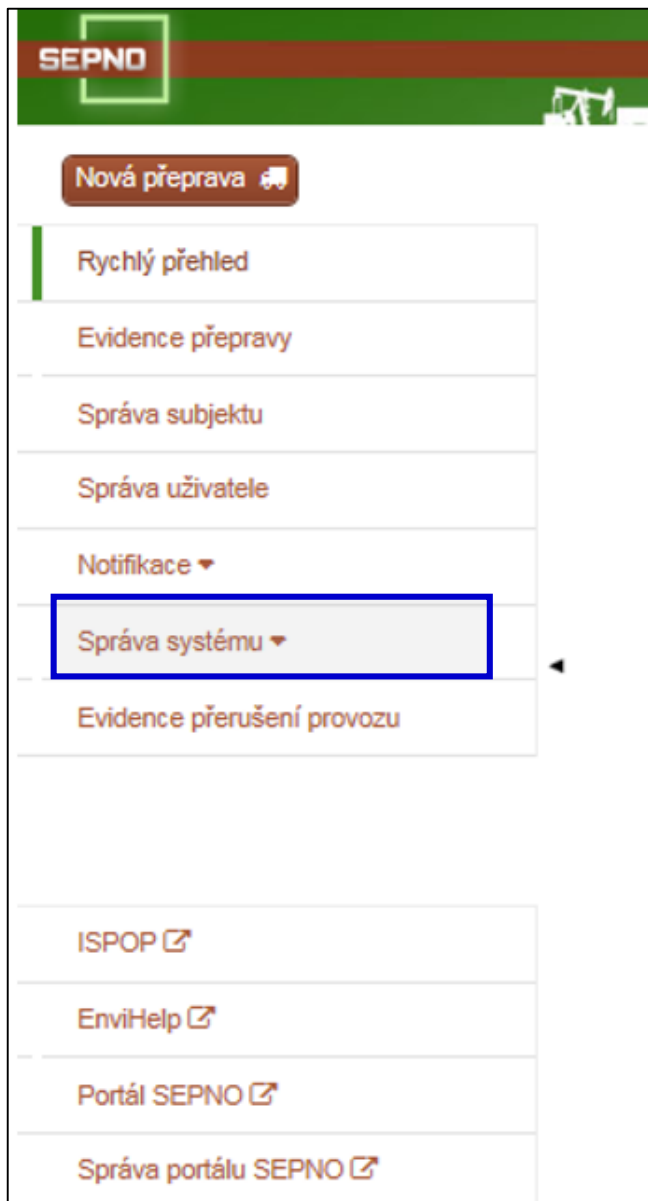 SEPNO
Nová přeprava
Rychlý přehled
Evidence přepravy
Správa subjektu
Správa uživatele
Notifikace
Správa systému
Evidence přerušení provozu
ISPOP
EnviHelp
Portál SEPNO
Správa portálu SEPNO